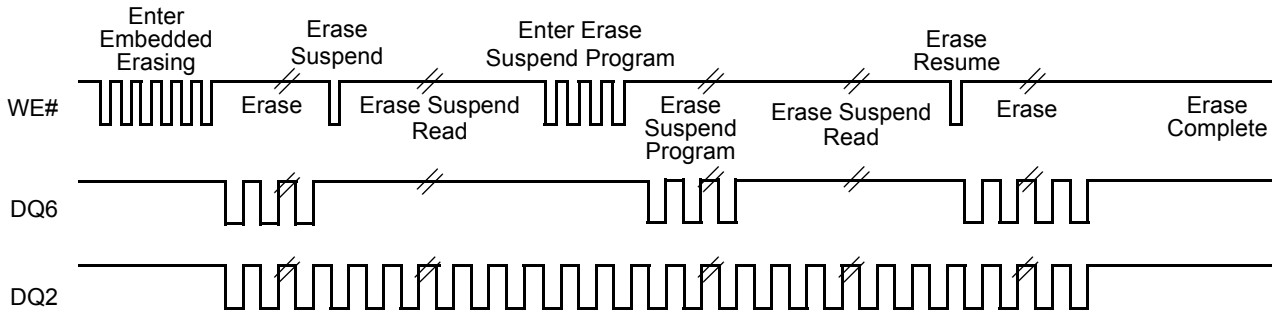 Enter
Embedded
Erasing
Erase
Suspend
Enter Erase
Suspend Program
Erase
Resume
WE#
Erase
Erase Suspend
Read
Erase
Suspend
Program
Erase Suspend
Read
Erase
Erase
Complete
DQ6
DQ2